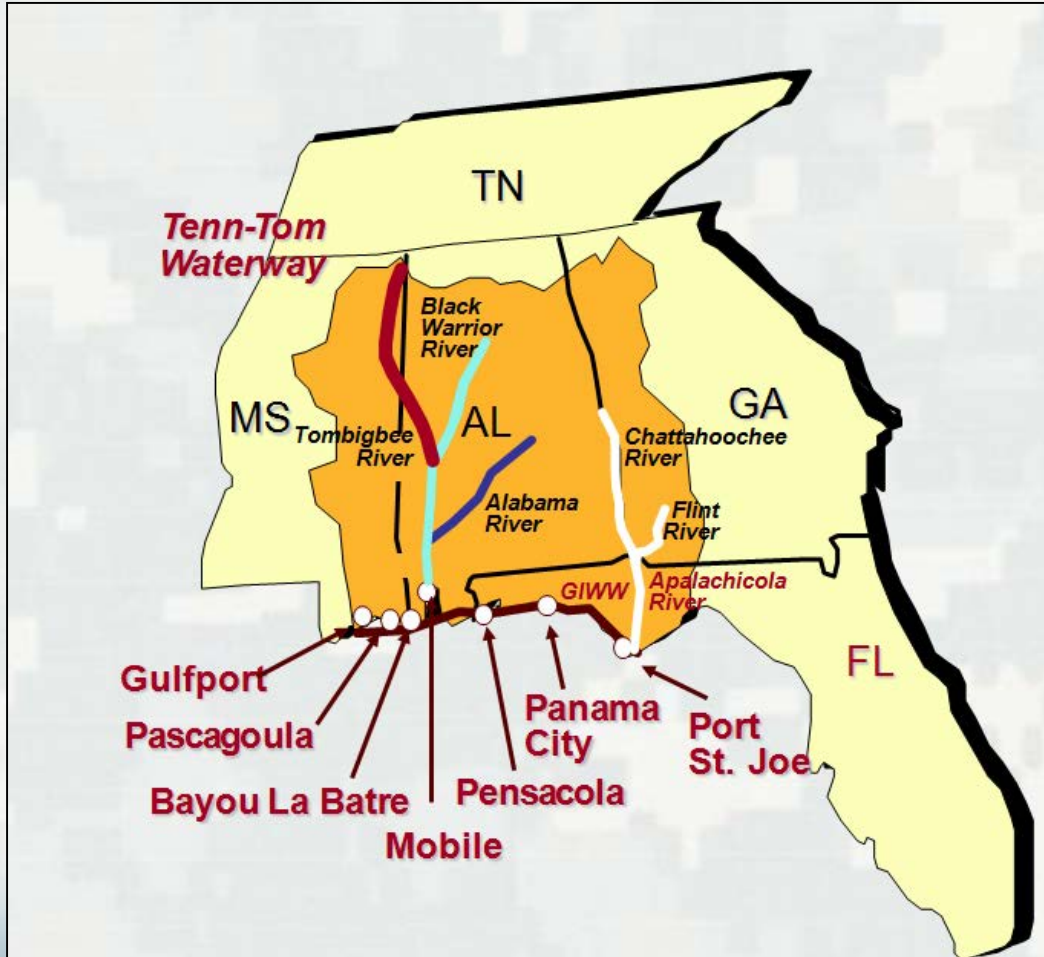 TN
Tenn-Tom
Waterway
Black
Warrior
River
MS
AL
GA
Tombigbee
River
Chattahoochee
River
Alabama
River
Flint
River
GIWW
Apalachicola
River
FL
Gulfport
Pascagoula
Bayou La Batre
Mobile
Pensacola
Panama
City
Port
St. Joe